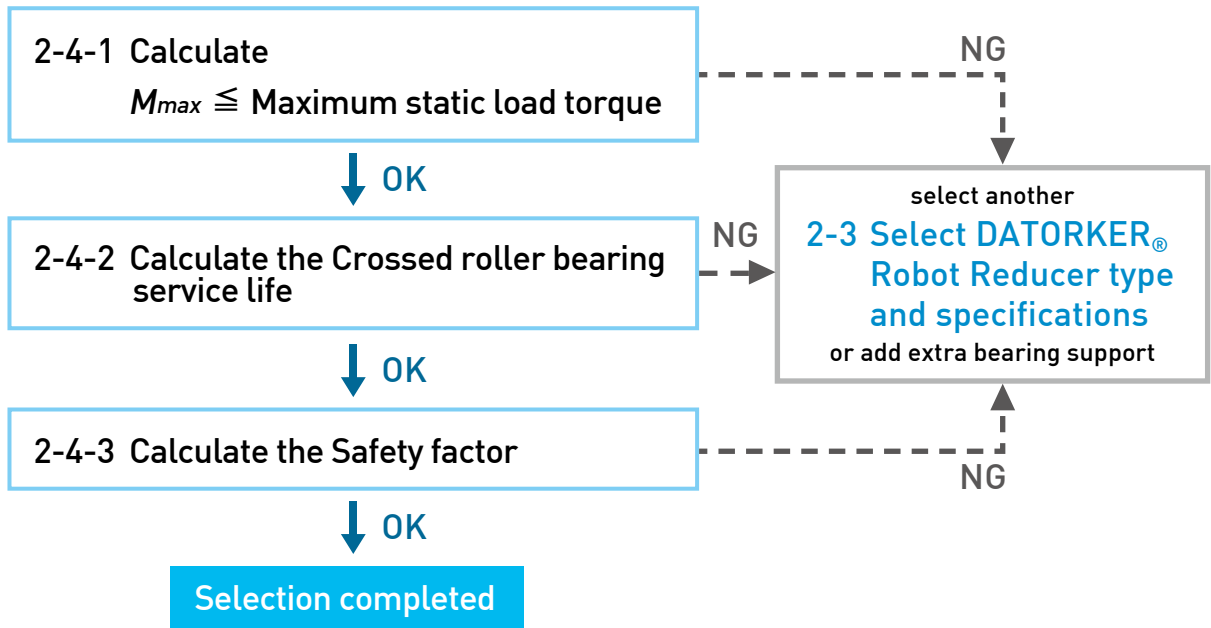 2-4-1 Calculate
Mmax ≦ Maximum static load torque
NG
OK
2-4-2 Calculate the Crossed roller bearing
service life
NG
select another
2-3 Select DATORKER®
Robot Reducer type
and specifications
or add extra bearing support
OK
2-4-3 Calculate the Safety factor
NG
OK
Selection completed